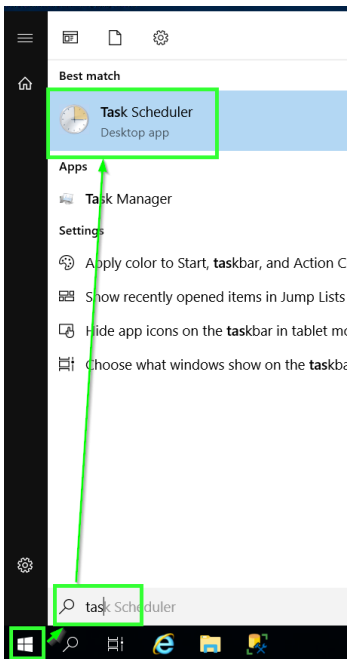 Best match
Task Scheduler
Desktop app
Apps
Task Manager
Settings
Apply color to Start, taskbar, and Action C
Show recently opened items in Jump Lists
Hide app icons on the taskbar in tablet mo
Choose what windows show on the taskba
task Scheduler